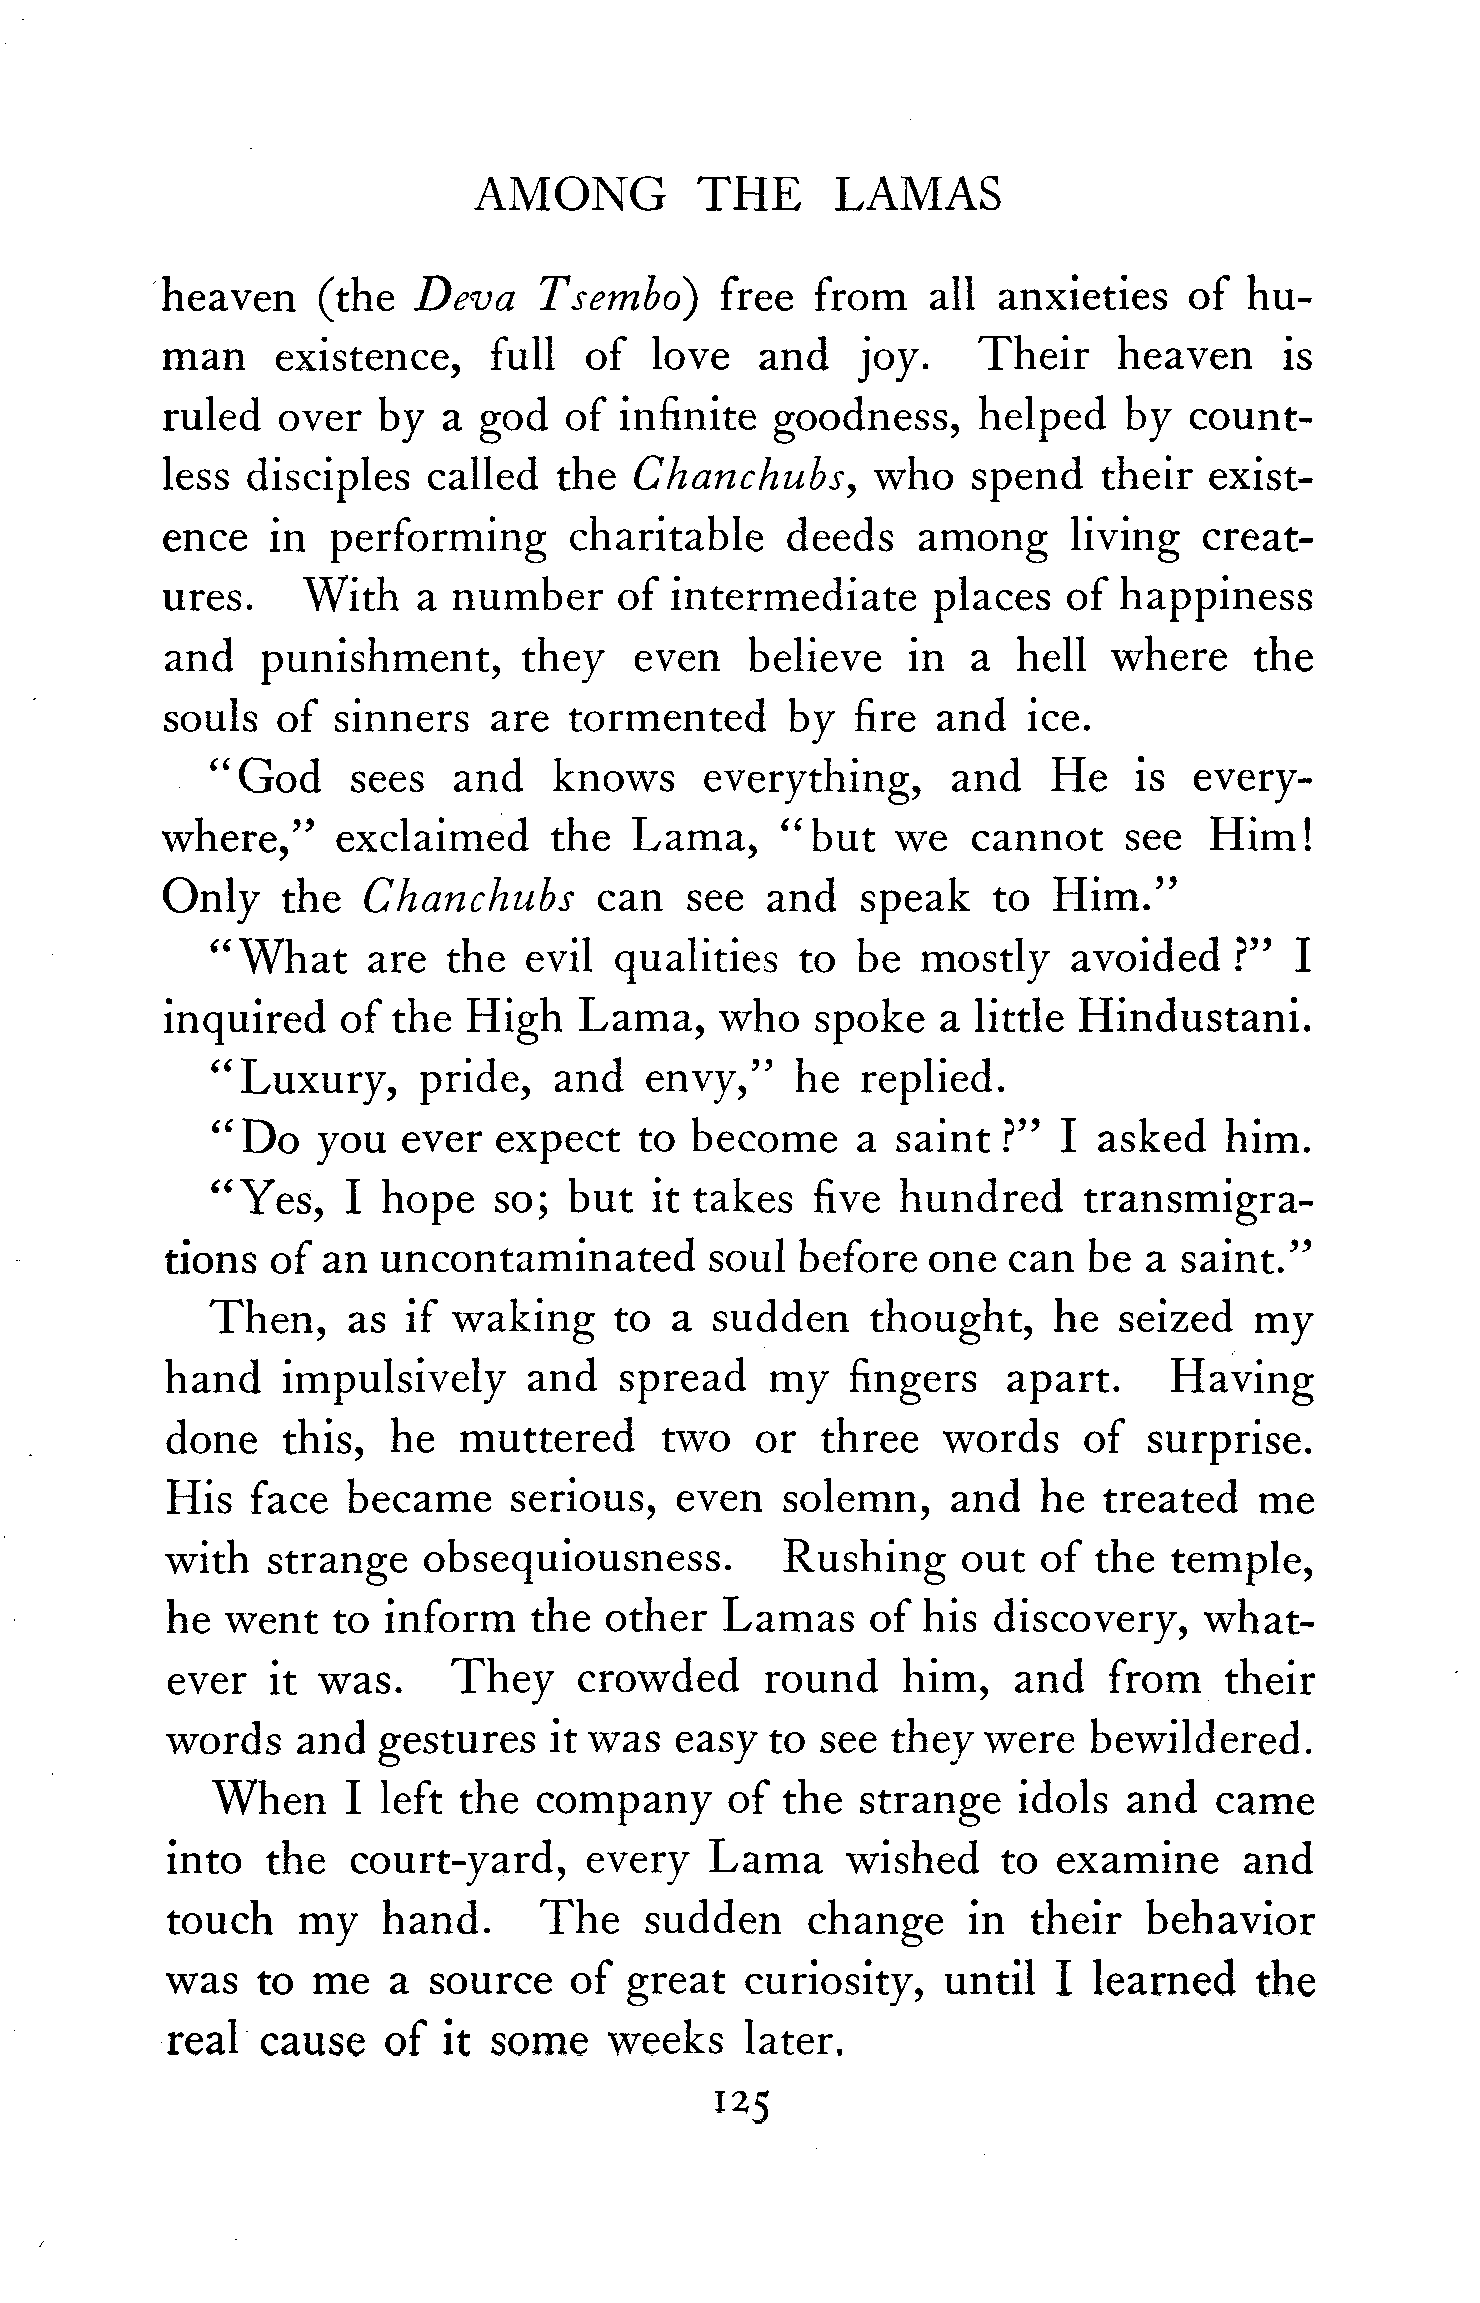 AMONG THE LAMAS
heaven (the Deva Tsembo) free from all anxieties of hu-
man existence, full of love and joy. Their heaven is
ruled over by a god of infinite goodness, helped by count-
less disciples called the Chanchubs, who spend their exist-
ence in performing charitable deeds among living creat-
ures. With a number of intermediate places of happiness
and punishment, they even believe in a hell where the
souls of sinners are tormented by fire and ice.
"God sees and knows everything, and He is every-
where," exclaimed the Lama, "but we cannot see Him!
Only the Chanchubs can see and speak to Him."
"What are the evil qualities to be mostly avoided?" I
inquired of the High Lama, who spoke a little Hindustani.
"Luxury, pride, and envy," he replied.
"Do you ever expect to become a saint?" I asked him.
"Yes, I hope so; but it takes five hundred transmigra-
tions of an uncontaminated soul before one can be a saint."
Then, as if waking to a sudden thought, he seized my
hand impulsively and spread my fingers apart. Having
done this, he muttered two or three words of surprise.
His face became serious, even solemn, and he treated me
with strange obsequiousness. Rushing out of the temple,
he went to inform the other Lamas of his discovery, what-
ever it was. They crowded round him, and from their
words and gestures it was easy to see they were bewildered.
When I left the company of the strange idols and came
into the court-yard, every Lama wished to examine and
touch my hand. The sudden change in their behavior
was to me a source of great curiosity, until I learned the
real cause of it some weeks later.
125